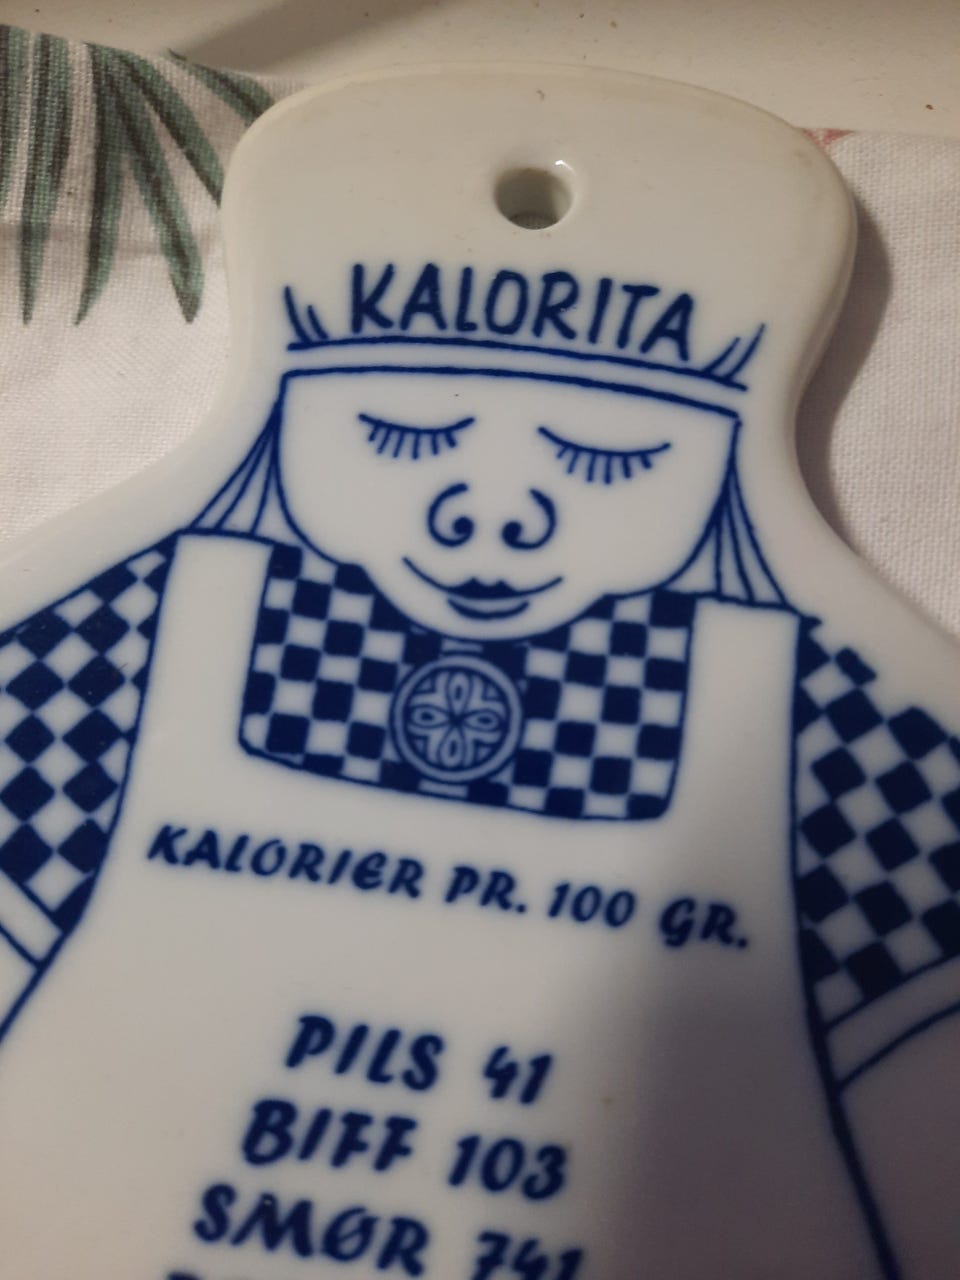 KALORITA
KALORIER PR. 100 GR.
PILS 41
BIFF 103
SMØR 741